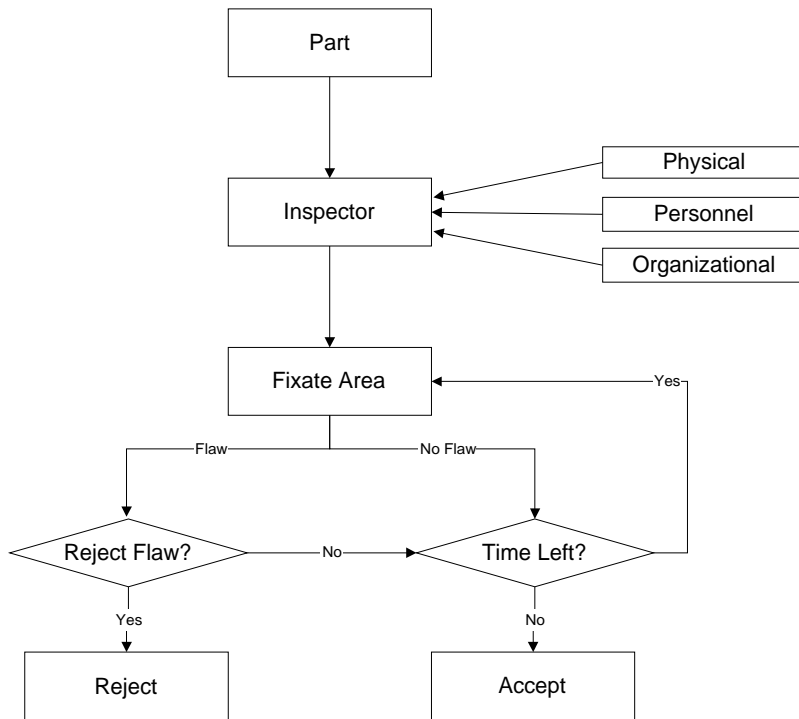 Part
Physical
Inspector
Personnel
Organizational
Fixate Area
Yes
Flaw
No Flaw
Reject Flaw?
No
Time Left?
Yes
No
Reject
Accept